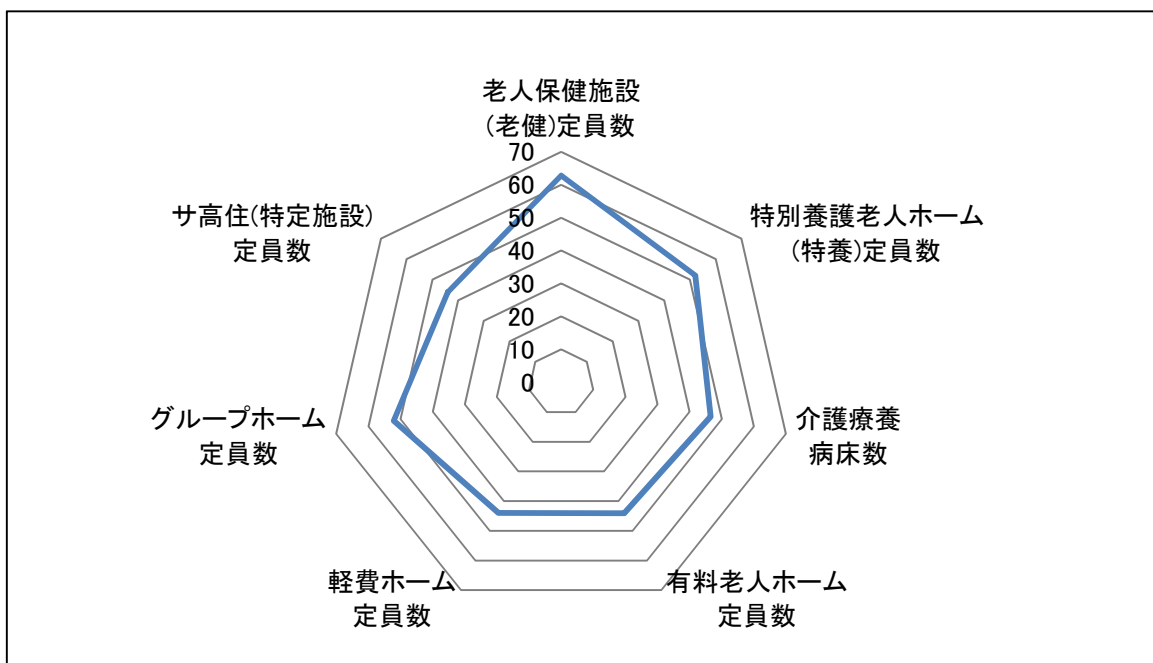 老人保健施設
(老健)定員数
70
60
50
40
30
20
10
0
特別養護老人ホーム
(特養)定員数
介護療養
病床数
有料老人ホーム
定員数
軽費ホーム
定員数
グループホーム
定員数
サ高住(特定施設)
定員数